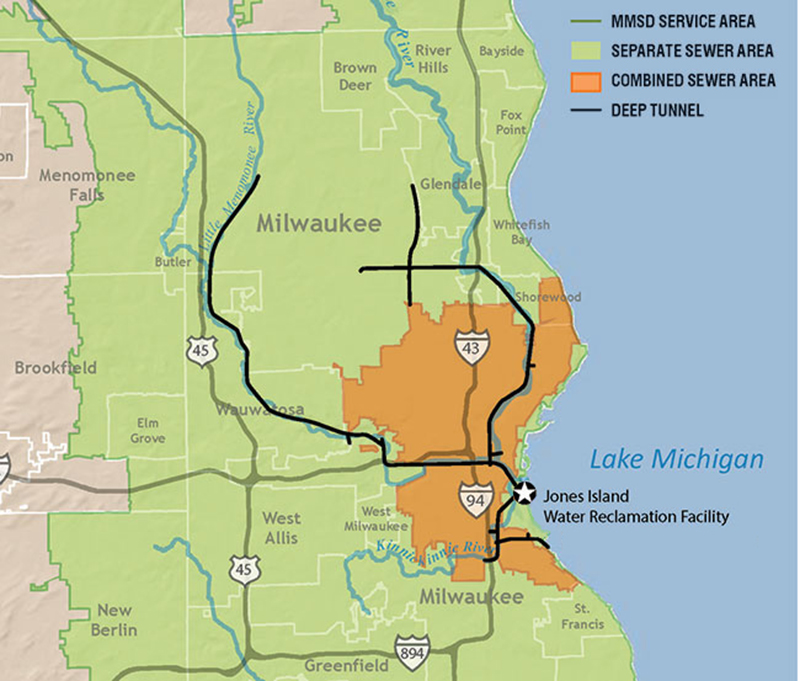 MMSD SERVICE AREA
SEPARATE SEWER AREA
COMBINED SEWER AREA
DEEP TUNNEL
e River
River
Hills
Bayside
Brown
Deer
Fox
Point
on
Menomonee
Falls
Little Menomonee River
Glendale
Milwaukee
Whitefish
Bay
Butler
Shorewood
45
43
Brookfield
Wauwatosa
Elm
Grove
Lake Michigan
94
Jones Island
Water Reclamation Facility
West
Milwaukee
West
Allis
Kinnickinnic River
45
Milwaukee
New
Berlin
St.
Francis
894
Greenfield